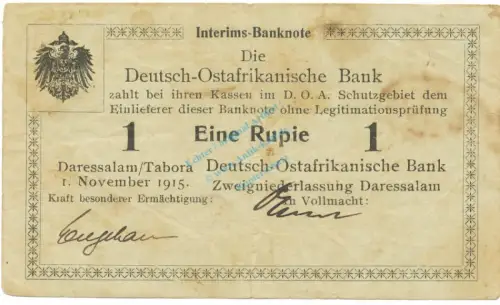 Interims-Banknote
Die
Deutsch-Ostafrikanische Bank
zahlt bei ihren Kassen im D. O. A. Schutzgebiet dem
Einlieferer dieser Banknote ohne Legitimationsprüfung
1 Eine Rupie 1
Daressalam/Tabora
1. November 1915.
Kraft besonderer Ermächtigung:
Deutsch-Ostafrikanische Bank
Zweigniederlassung Daressalam
In Vollmacht: